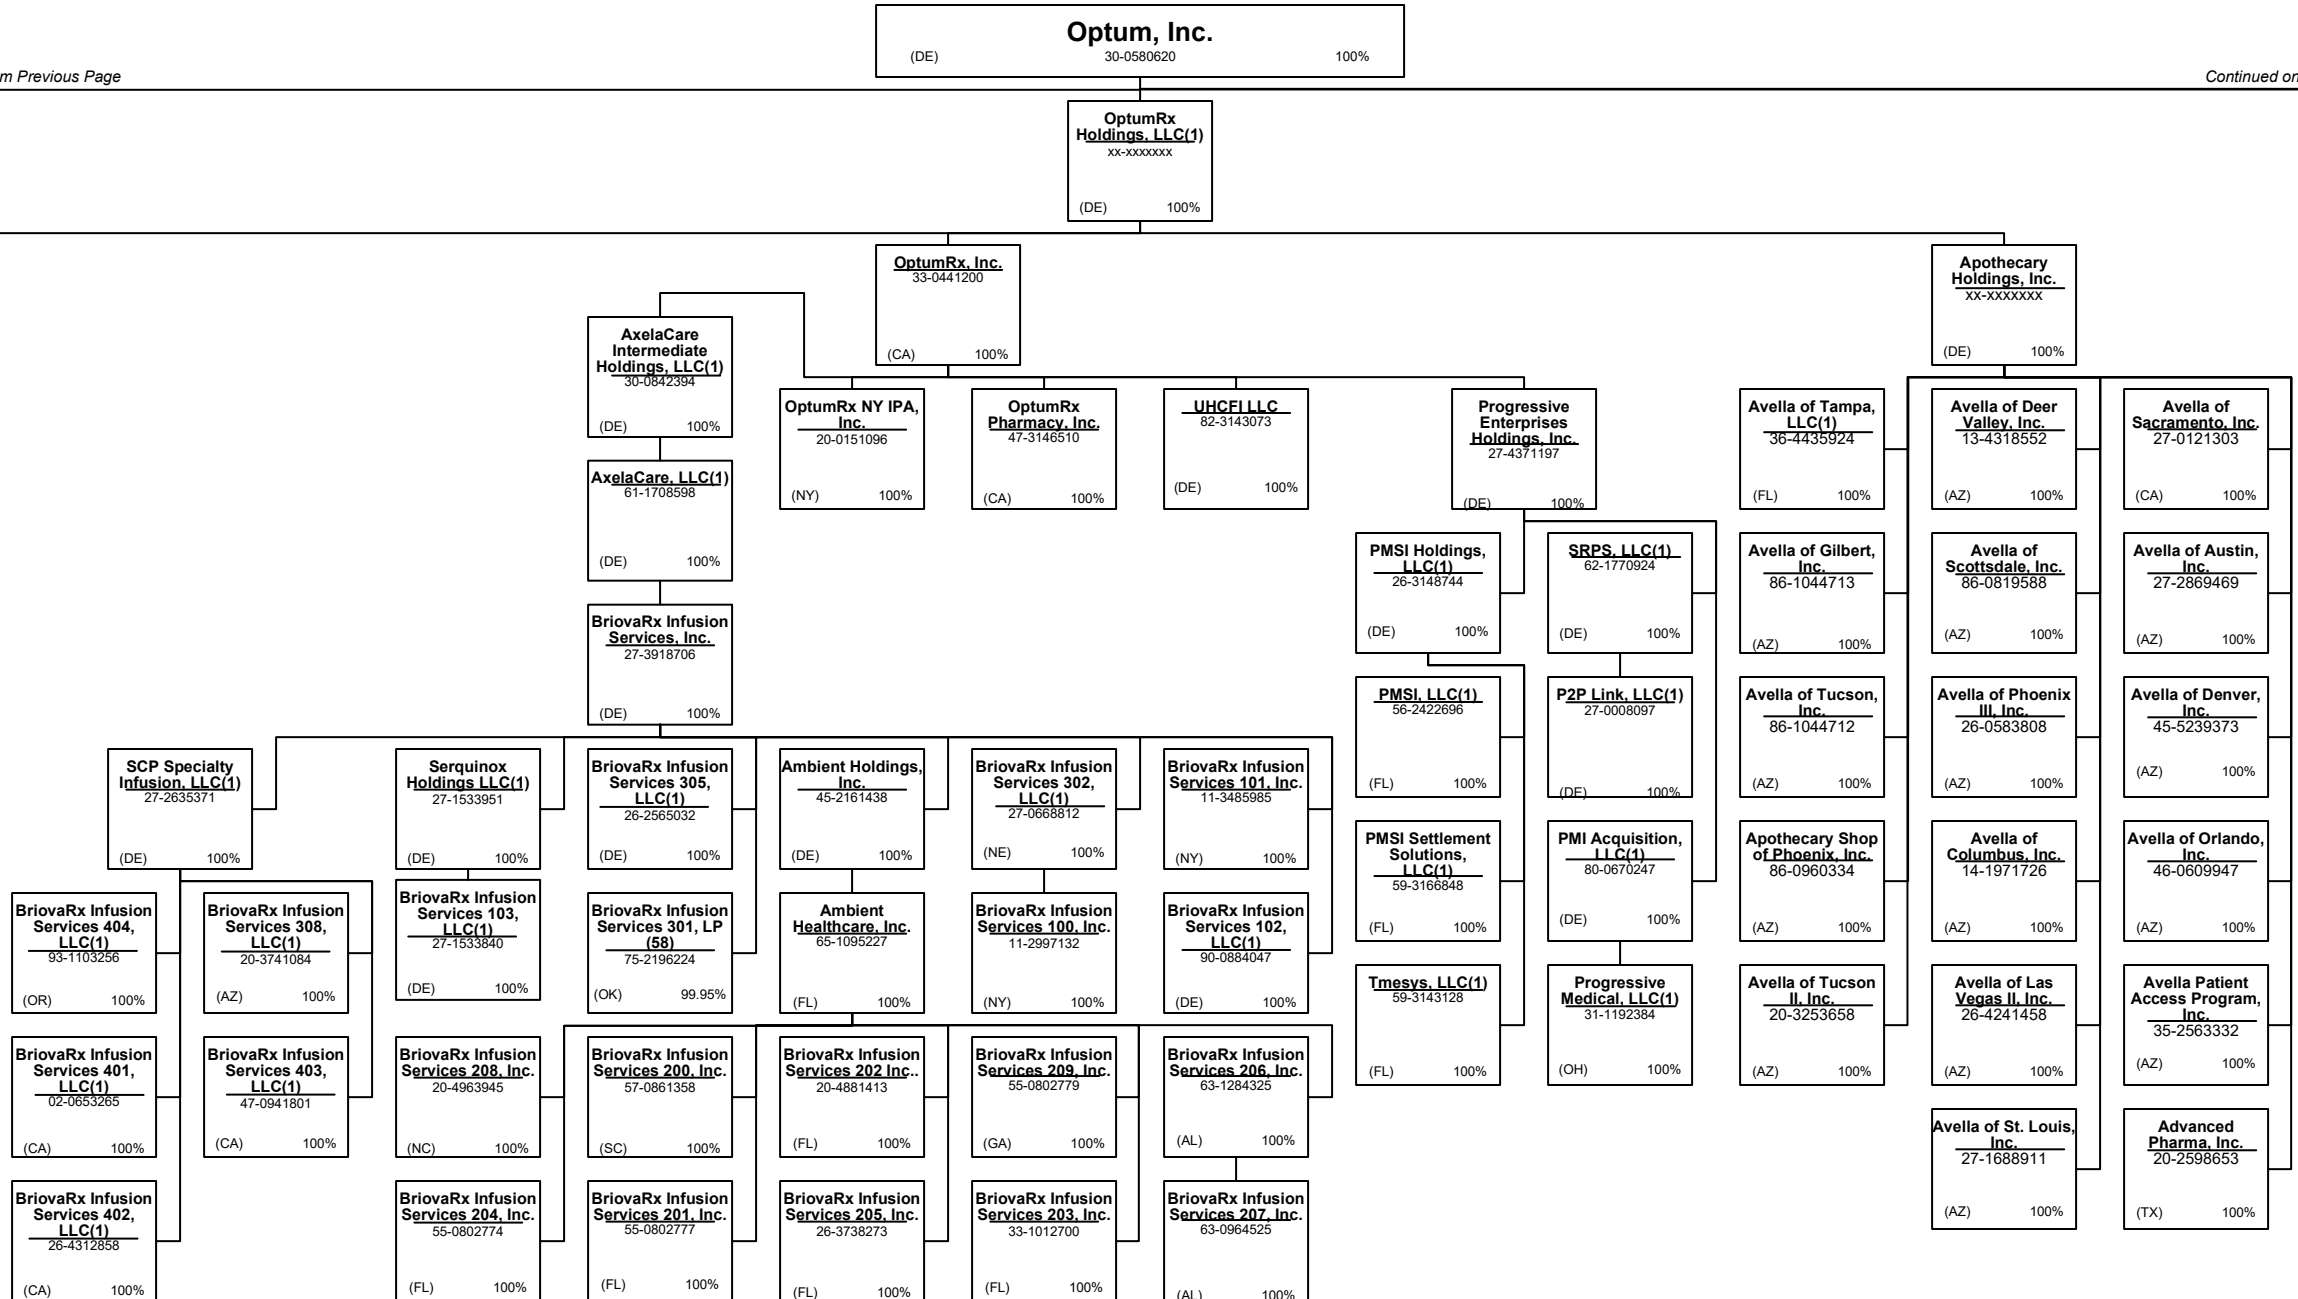 Optum, Inc.
(DE) 30-0580620 100%
m Previous Page
Continued on
OptumRx
Holdings, LLC(1)
xx-xxxxxxx
(DE) 100%
OptumRx, Inc.
33-0441200
(CA) 100%
Apothecary
Holdings, Inc.
xx-xxxxxxx
(DE) 100%
AxelaCare
Intermediate
Holdings, LLC(1)
30-0842394
(DE) 100%
OptumRx NY IPA,
Inc.
20-0151096
(NY) 100%
OptumRx
Pharmacy, Inc.
47-3146510
(CA) 100%
UHCFI LLC
82-3143073
(DE) 100%
Progressive
Enterprises
Holdings, Inc.
27-4371197
(DE) 100%
Avella of Tampa,
LLC(1)
36-4435924
(FL) 100%
Avella of Deer
Valley, Inc.
13-4318552
(AZ) 100%
Avella of
Sacramento, Inc.
27-0121303
(CA) 100%
AxelaCare, LLC(1)
61-1708598
(DE) 100%
PMSI Holdings,
LLC(1)
26-3148744
(DE) 100%
SRPS, LLC(1)
62-1770924
(DE) 100%
Avella of Gilbert,
Inc.
86-1044713
(AZ) 100%
Avella of
Scottsdale, Inc.
86-0819588
(AZ) 100%
Avella of Austin,
Inc.
27-2869469
(AZ) 100%
BriovaRx Infusion
Services, Inc.
27-3918706
(DE) 100%
PMSI, LLC(1)
56-2422696
(FL) 100%
P2P Link, LLC(1)
27-0008097
(DE) 100%
Avella of Tucson,
Inc.
86-1044712
(AZ) 100%
Avella of Phoenix
III, Inc.
26-0583808
(AZ) 100%
Avella of Denver,
Inc.
45-5239373
(AZ) 100%
SCP Specialty
Infusion, LLC(1)
27-2635371
(DE) 100%
Serquinox
Holdings LLC(1)
27-1533951
(DE) 100%
BriovaRx Infusion
Services 305,
LLC(1)
26-2565032
(DE) 100%
Ambient Holdings,
Inc.
45-2161438
(DE) 100%
BriovaRx Infusion
Services 302,
LLC(1)
27-0668812
(NE) 100%
BriovaRx Infusion
Services 101, Inc.
11-3485985
(NY) 100%
PMSI Settlement
Solutions,
LLC(1)
59-3166848
(FL) 100%
PMI Acquisition,
LLC(1)
80-0670247
(DE) 100%
Apothecary Shop
of Phoenix, Inc.
86-0960334
(AZ) 100%
Avella of
Columbus, Inc.
14-1971726
(AZ) 100%
Avella of Orlando,
Inc.
46-0609947
(AZ) 100%
BriovaRx Infusion
Services 404,
LLC(1)
93-1103256
(OR) 100%
BriovaRx Infusion
Services 308,
LLC(1)
20-3741084
(AZ) 100%
BriovaRx Infusion
Services 103,
LLC(1)
27-1533840
(DE) 100%
BriovaRx Infusion
Services 301, LP
(58)
75-2196224
(OK) 99.95%
Ambient
Healthcare, Inc.
65-1095227
(FL) 100%
BriovaRx Infusion
Services 100, Inc.
11-2997132
(NY) 100%
BriovaRx Infusion
Services 102,
LLC(1)
90-0884047
(DE) 100%
Tmesys, LLC(1)
59-3143128
(FL) 100%
Progressive
Medical, LLC(1)
31-1192384
(OH) 100%
Avella of Tucson
II, Inc.
20-3253658
(AZ) 100%
Avella of Las
Vegas II, Inc.
26-4241458
(AZ) 100%
Avella Patient
Access Program,
Inc.
35-2563332
(AZ) 100%
BriovaRx Infusion
Services 401,
LLC(1)
02-0653265
(CA) 100%
BriovaRx Infusion
Services 403,
LLC(1)
47-0941801
(CA) 100%
BriovaRx Infusion
Services 208, Inc.
20-4963945
(NC) 100%
BriovaRx Infusion
Services 200, Inc.
57-0861358
(SC) 100%
BriovaRx Infusion
Services 202 Inc..
20-4881413
(FL) 100%
BriovaRx Infusion
Services 209, Inc.
55-0802779
(GA) 100%
BriovaRx Infusion
Services 206, Inc.
63-1284325
(AL) 100%
Avella of St. Louis,
Inc.
27-1688911
(AZ) 100%
Advanced
Pharma, Inc.
20-2598653
(TX) 100%
BriovaRx Infusion
Services 402,
LLC(1)
26-4312858
(CA) 100%
BriovaRx Infusion
Services 204, Inc.
55-0802774
(FL) 100%
BriovaRx Infusion
Services 201, Inc.
55-0802777
(FL) 100%
BriovaRx Infusion
Services 205, Inc.
26-3738273
(FL) 100%
BriovaRx Infusion
Services 203, Inc.
33-1012700
(FL) 100%
BriovaRx Infusion
Services 207, Inc.
63-0964525
(AL) 100%